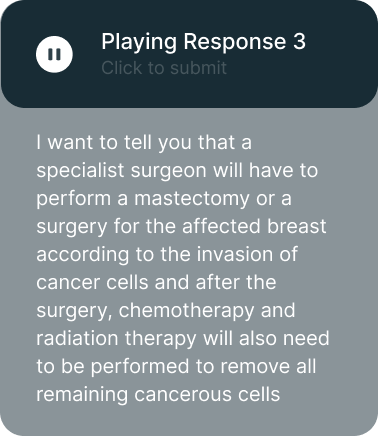 Playing Response 3
Click to submit
I want to tell you that a
specialist surgeon will have to
perform a mastectomy or a
surgery for the affected breast
according to the invasion of
cancer cells and after the
surgery, chemotherapy and
radiation therapy will also need
to be performed to remove all
remaining cancerous cells